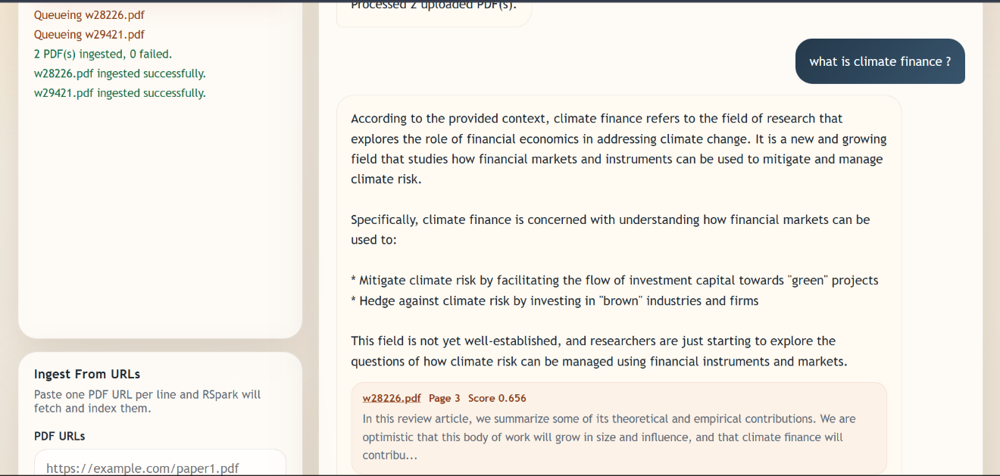 Queueing w28226.pdf
Queueing w29421.pdf
2 PDF(s) ingested, 0 failed.
w28226.pdf ingested successfully.
w29421.pdf ingested successfully.
Ingest From URLs
Paste one PDF URL per line and RSpark will
fetch and index them.
PDF URLs
https://example.com/paper1.pdf
Processed 2 uploaded PDF(s).
what is climate finance ?
According to the provided context, climate finance refers to the field of research that
explores the role of financial economics in addressing climate change. It is a new and growing
field that studies how financial markets and instruments can be used to mitigate and manage
climate risk.
Specifically, climate finance is concerned with understanding how financial markets can be
used to:
* Mitigate climate risk by facilitating the flow of investment capital towards "green" projects
* Hedge against climate risk by investing in "brown" industries and firms
This field is not yet well-established, and researchers are just starting to explore the
questions of how climate risk can be managed using financial instruments and markets.
w28226.pdf Page 3 Score 0.656
In this review article, we summarize some of its theoretical and empirical contributions. We are
optimistic that this body of work will grow in size and influence, and that climate finance will
contribu...